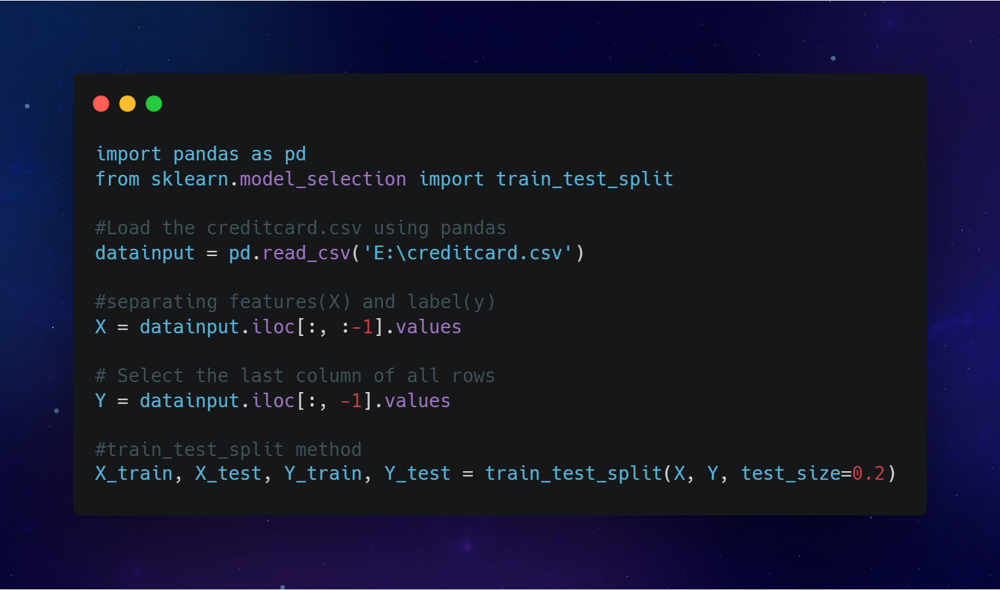 import pandas as pd
from sklearn.model_selection import train_test_split
#Load the creditcard.csv using pandas
datainput = pd.read_csv('E:\creditcard.csv')
#separating features(X) and label(y)
X = datainput.iloc[:, :-1].values
# Select the last column of all rows
Y = datainput.iloc[:, -1].values
#train_test_split method
X_train, X_test, Y_train, Y_test = train_test_split(X, Y, test_size=0.2)